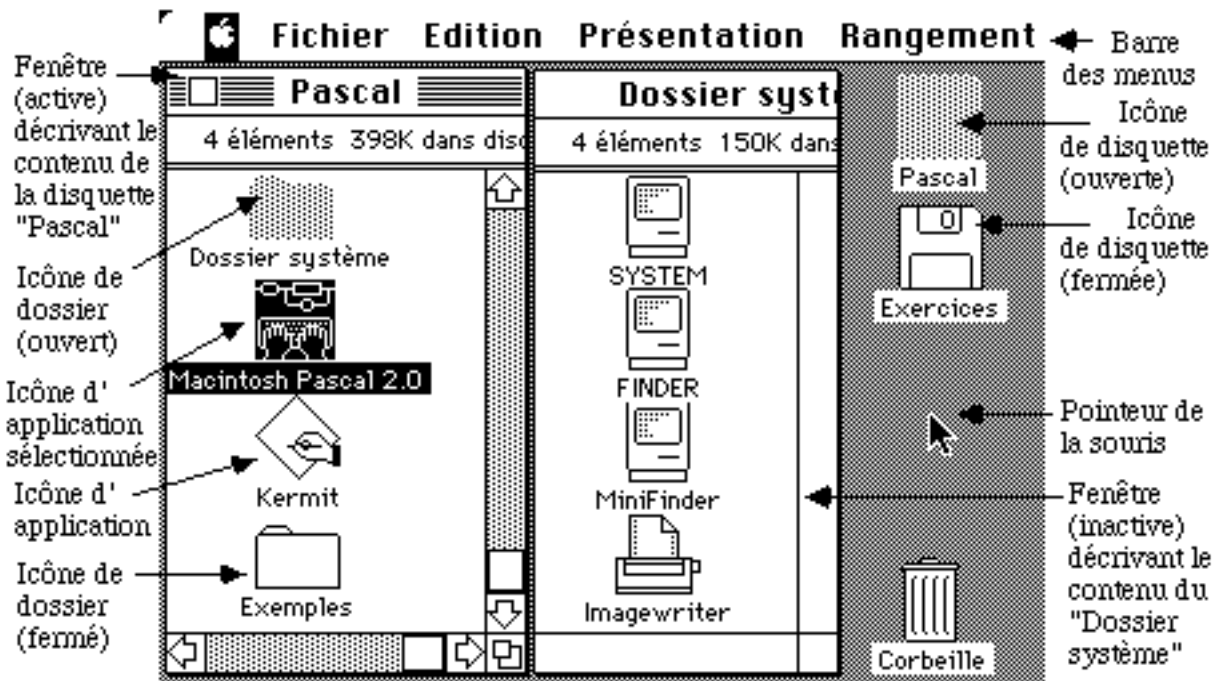 Fichier Edition Présentation Rangement
Barre
des menus
Fenêtre
(active)
décrivant le
contenu de
la disquette
"Pascal"
Icône de
dossier
(ouvert)
Icône d'
application
sélectionnée
Icône d'
application
Icône de
dossier
(fermé)
Pascal
4 éléments 398K dans disq
Dossier système
Macintosh Pascal 2.0
Kermit
Exemples
Dossier systè
4 éléments 150K dans
SYSTEM
FINDER
MiniFinder
Imagewriter
Pascal
0
Exercices
Corbeille
Icône
de disquette
(ouverte)
Icône
de disquette
(fermée)
Pointeur de
la souris
Fenêtre
(inactive)
décrivant le
contenu du
"Dossier
système"